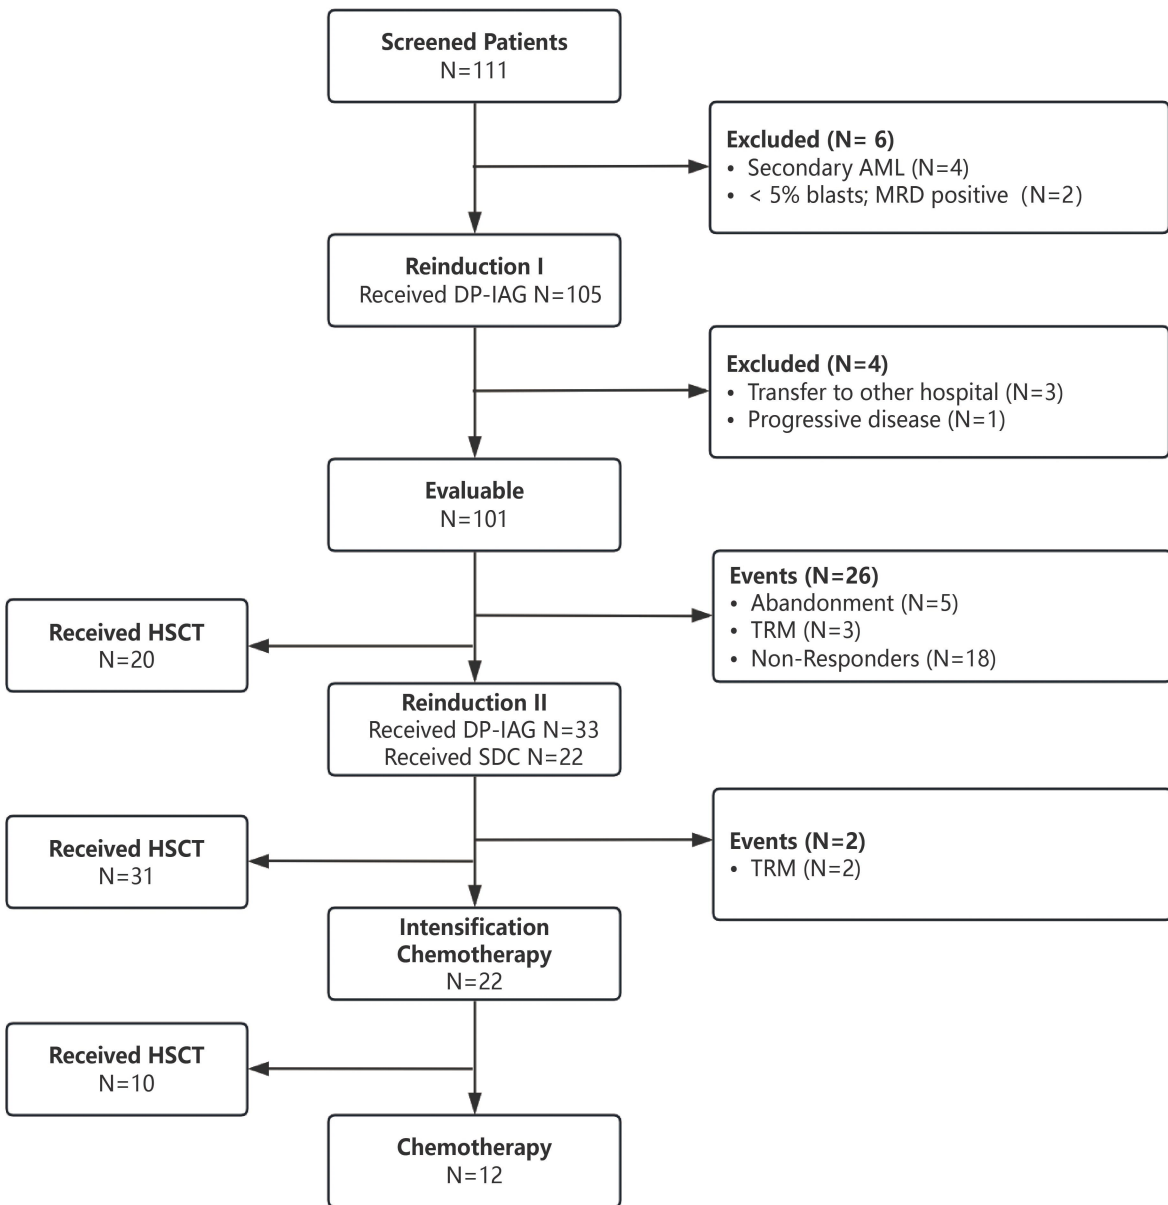 Screened Patients
N=111
Excluded (N= 6)
• Secondary AML (N=4)
• < 5% blasts; MRD positive (N=2)
Reinduction I
Received DP-IAG N=105
Excluded (N=4)
• Transfer to other hospital (N=3)
• Progressive disease (N=1)
Evaluable
N=101
Events (N=26)
• Abandonment (N=5)
• TRM (N=3)
• Non-Responders (N=18)
Received HSCT
N=20
Reinduction II
Received DP-IAG N=33
Received SDC N=22
Events (N=2)
• TRM (N=2)
Received HSCT
N=31
Intensification
Chemotherapy
N=22
Received HSCT
N=10
Chemotherapy
N=12